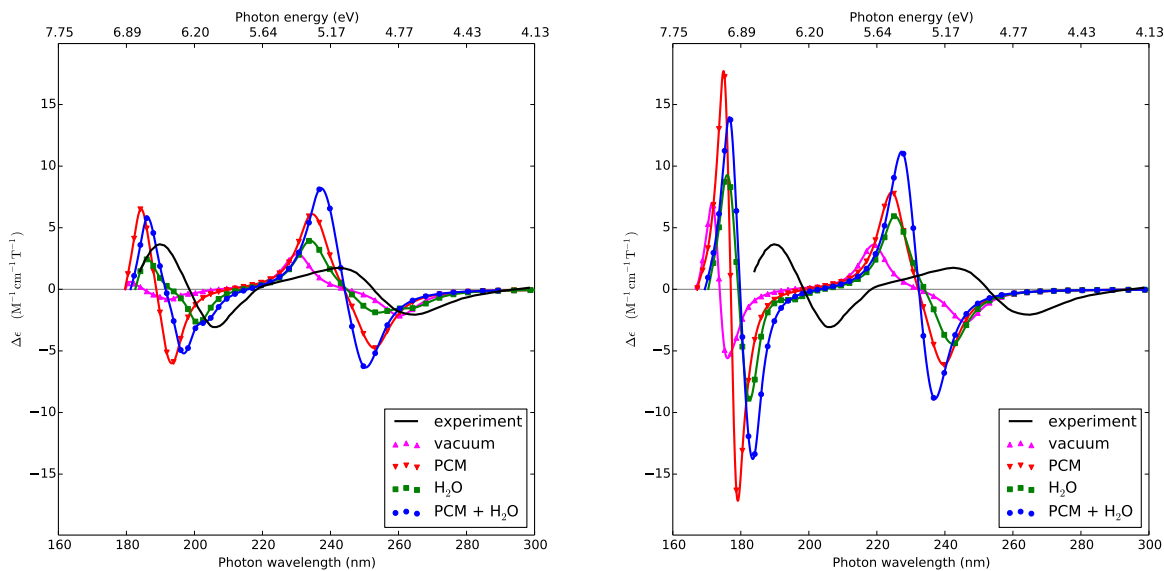 Photon energy (eV)
7.75 6.89 6.20 5.64 5.17 4.77 4.43 4.13
15
10
5
0
−5
−10
−15
Δϵ (M⁻¹cm⁻¹T⁻¹)
experiment
vacuum
PCM
H₂O
PCM + H₂O
160 180 200 220 240 260 280 300
Photon wavelength (nm)
Photon energy (eV)
7.75 6.89 6.20 5.64 5.17 4.77 4.43 4.13
15
10
5
0
−5
−10
−15
Δϵ (M⁻¹cm⁻¹T⁻¹)
experiment
vacuum
PCM
H₂O
PCM + H₂O
160 180 200 220 240 260 280 300
Photon wavelength (nm)